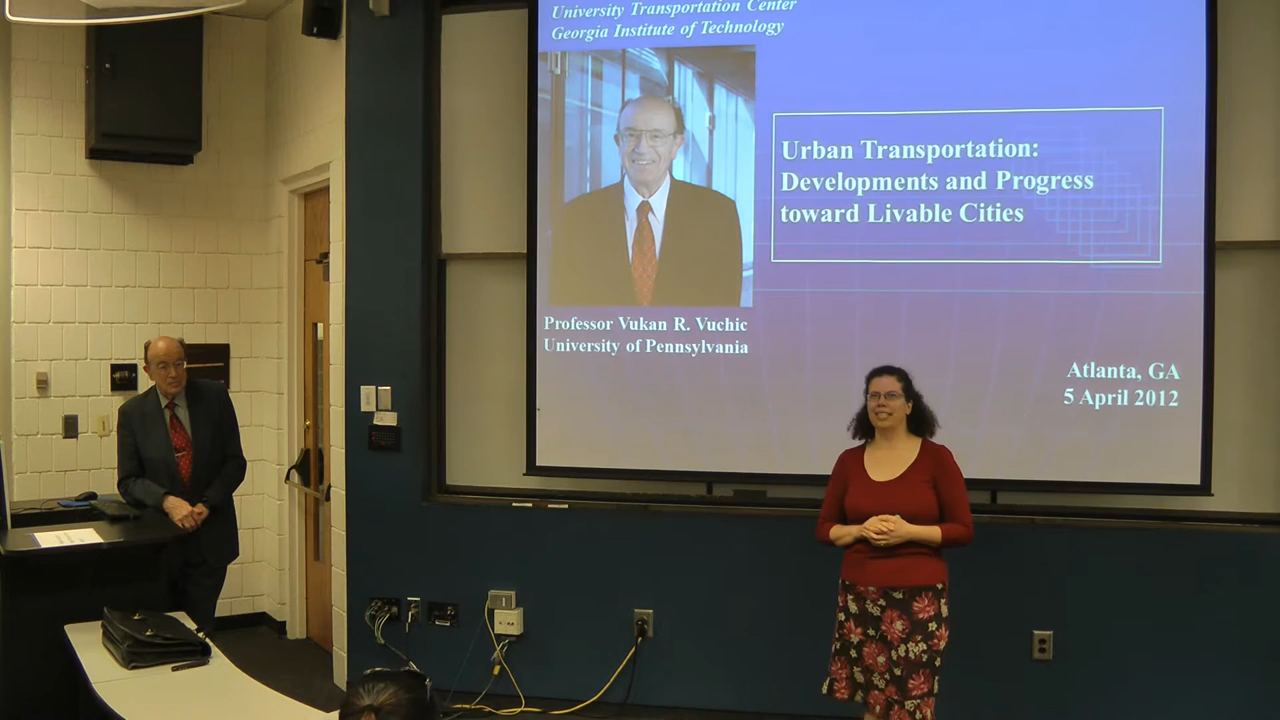 University Transportation Center
Georgia Institute of Technology
Urban Transportation:
Developments and Progress
toward Livable Cities
Professor Vukan R. Vuchic
University of Pennsylvania
Atlanta, GA
5 April 2012